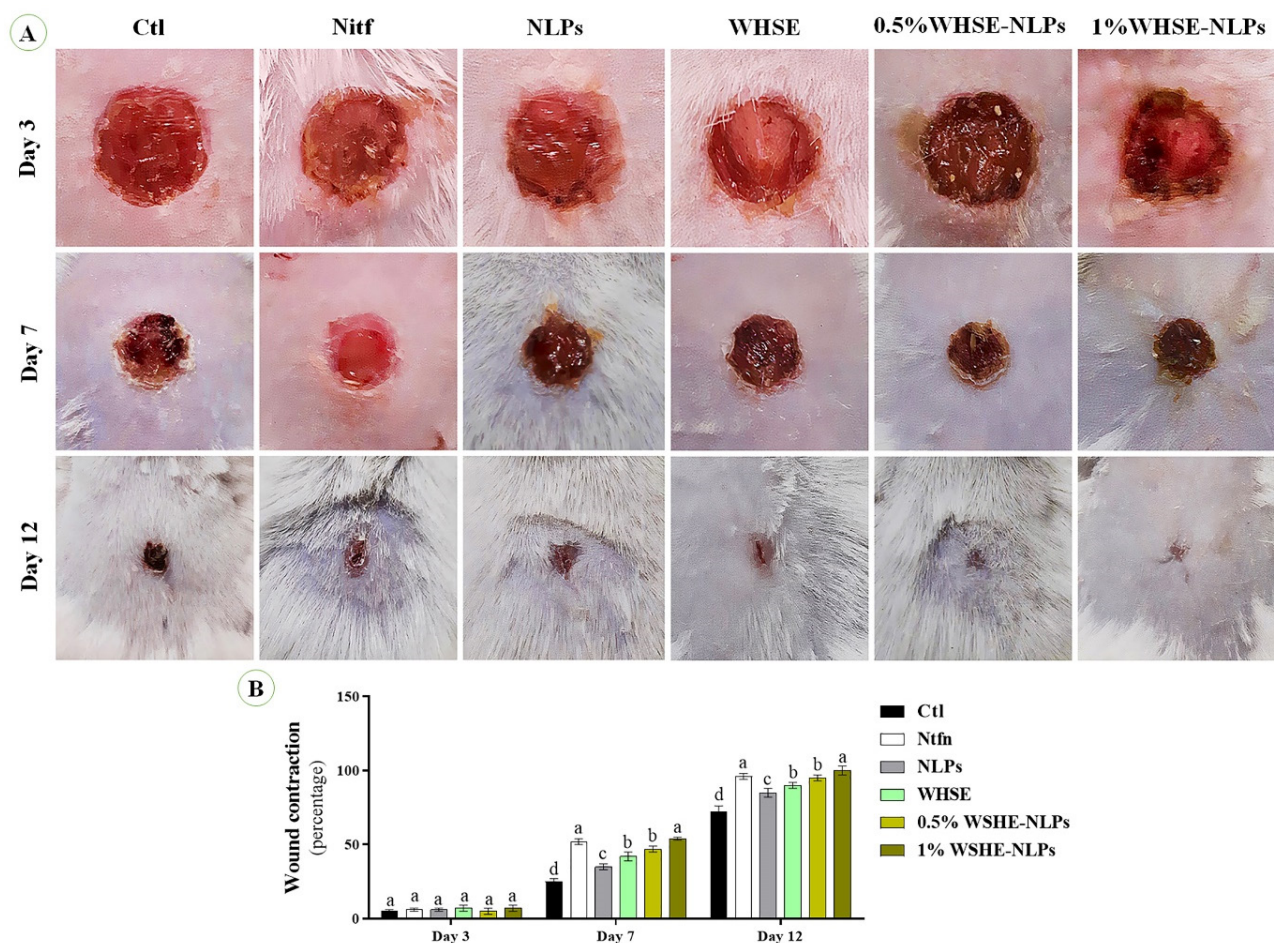 A
Ctl
Nitf
NLPs
WHSE
0.5%WHSE-NLPs
1%WHSE-NLPs
Day 3
Day 7
Day 12
B
Wound contraction
(percentage)
150
100
50
0
a a a a a a
d a c b b a
d a c b b a
Day 3
Day 7
Day 12
Ctl
Ntfn
NLPs
WHSE
0.5% WSHE-NLPs
1% WSHE-NLPs